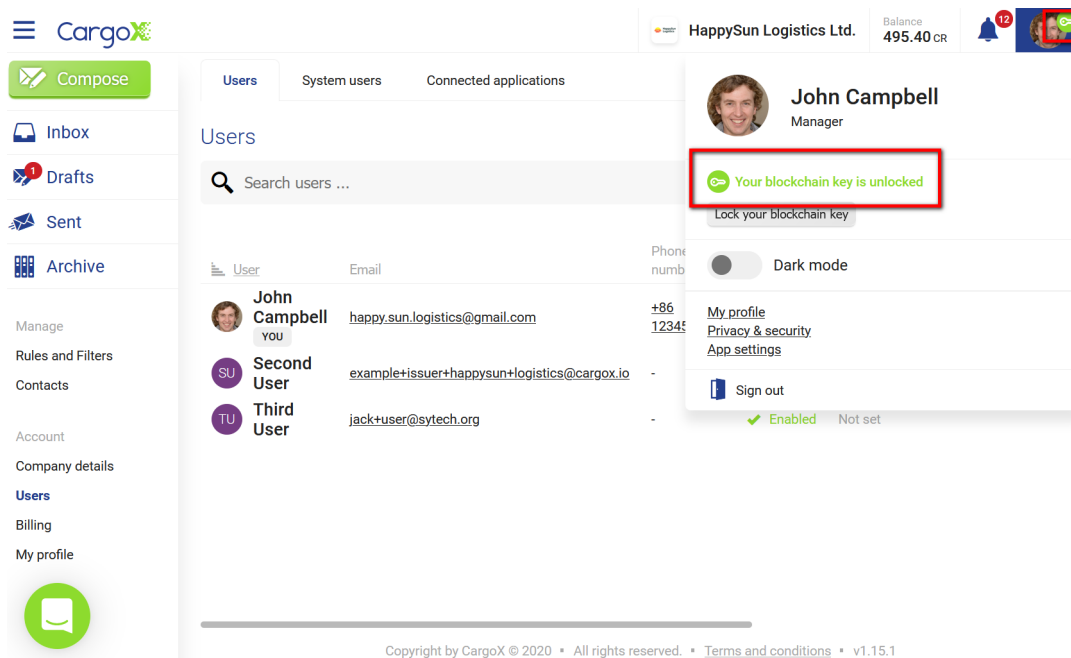 CargoX
HappySun Logistics Ltd.
Balance
495.40 CR
12
Compose
Inbox
1
Drafts
Sent
Archive
Manage
Rules and Filters
Contacts
Account
Company details
Users
Billing
My profile
Users System users Connected applications
Users
Search users ...
User Email Phone
numb
John
Campbell
YOU
happy.sun.logistics@gmail.com
+86
12345
SU
Second
User
example+issuer+happysun+logistics@cargox.io -
TU
Third
User
jack+user@sytech.org - Enabled Not set
John Campbell
Manager
Your blockchain key is unlocked
Lock your blockchain key
Dark mode
My profile
Privacy & security
App settings
Sign out
Copyright by CargoX © 2020 • All rights reserved. • Terms and conditions • v1.15.1